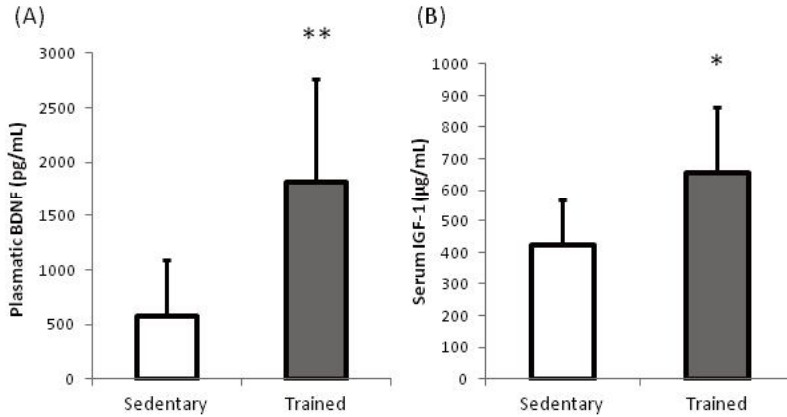 (A)
Plasmatic BDNF (pg/mL)
3000
2500
2000
1500
1000
500
0
**
Sedentary
Trained
(B)
Serum IGF-1 (µg/mL)
1000
900
800
700
600
500
400
300
200
100
0
*
Sedentary
Trained